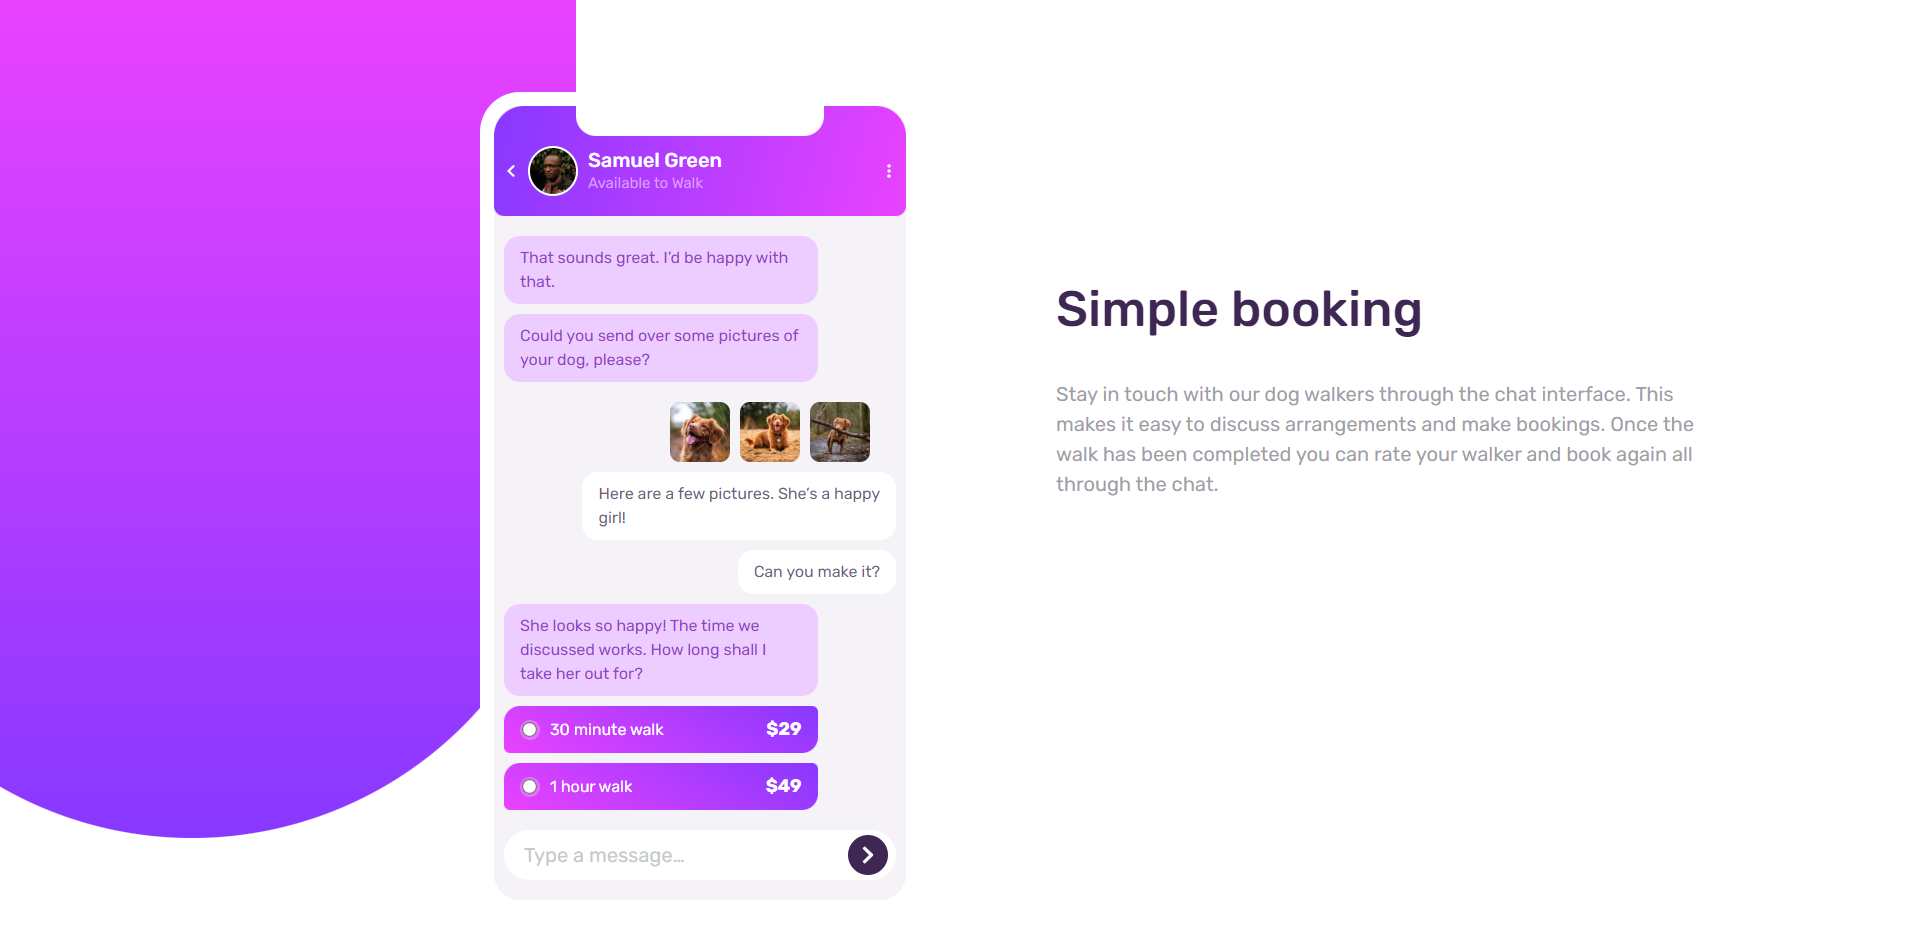 Samuel Green
Available to Walk
That sounds great. I’d be happy with
that.
Could you send over some pictures of
your dog, please?
Here are a few pictures. She’s a happy
girl!
Can you make it?
She looks so happy! The time we
discussed works. How long shall I
take her out for?
30 minute walk $29
1 hour walk $49
Type a message…
Simple booking
Stay in touch with our dog walkers through the chat interface. This
makes it easy to discuss arrangements and make bookings. Once the
walk has been completed you can rate your walker and book again all
through the chat.